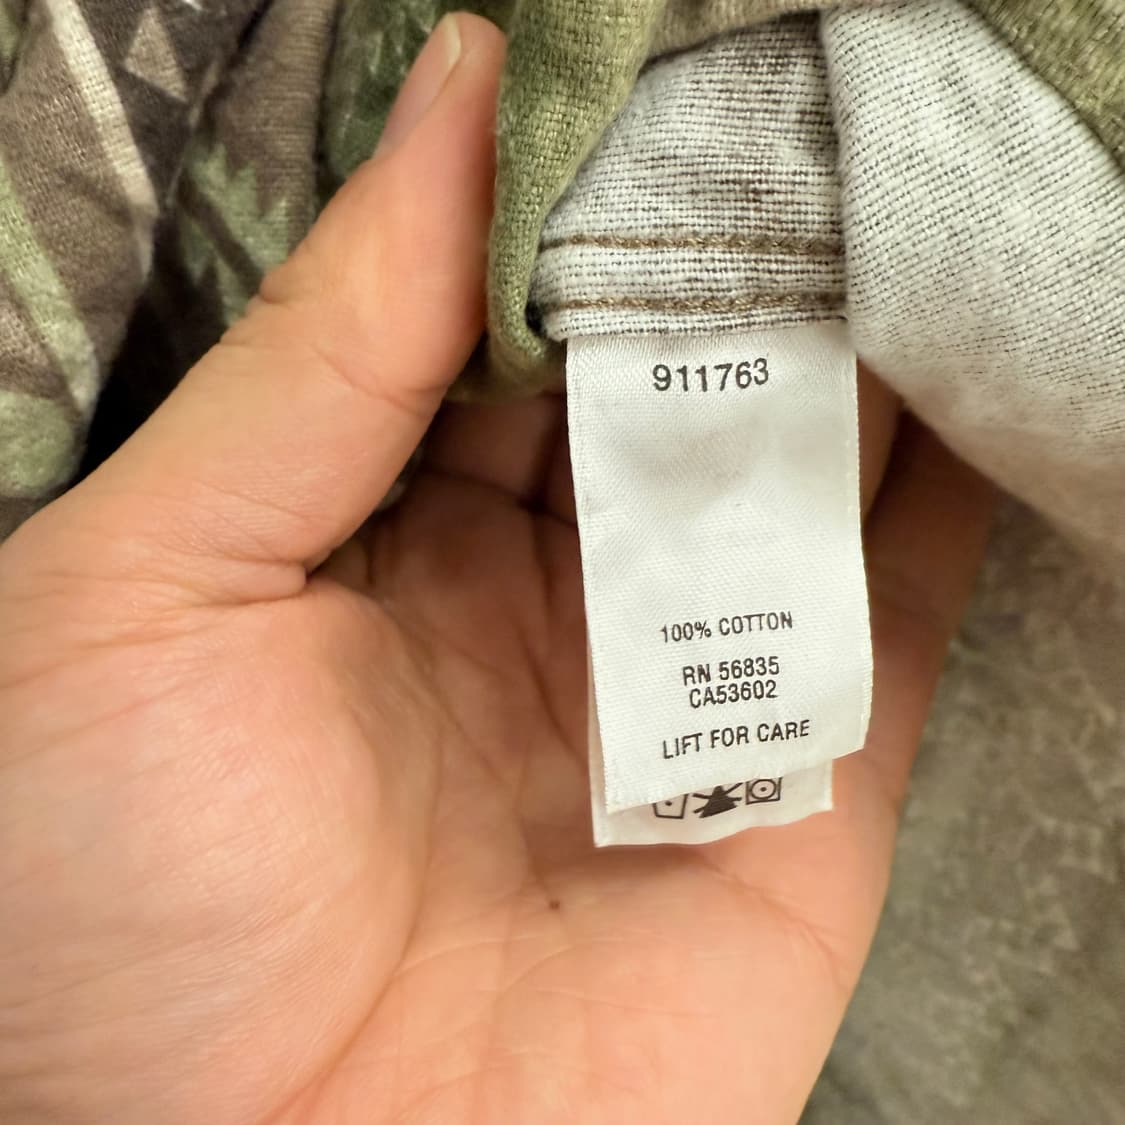 911763
100% COTTON
RN 56835
CA53602
LIFT FOR CARE